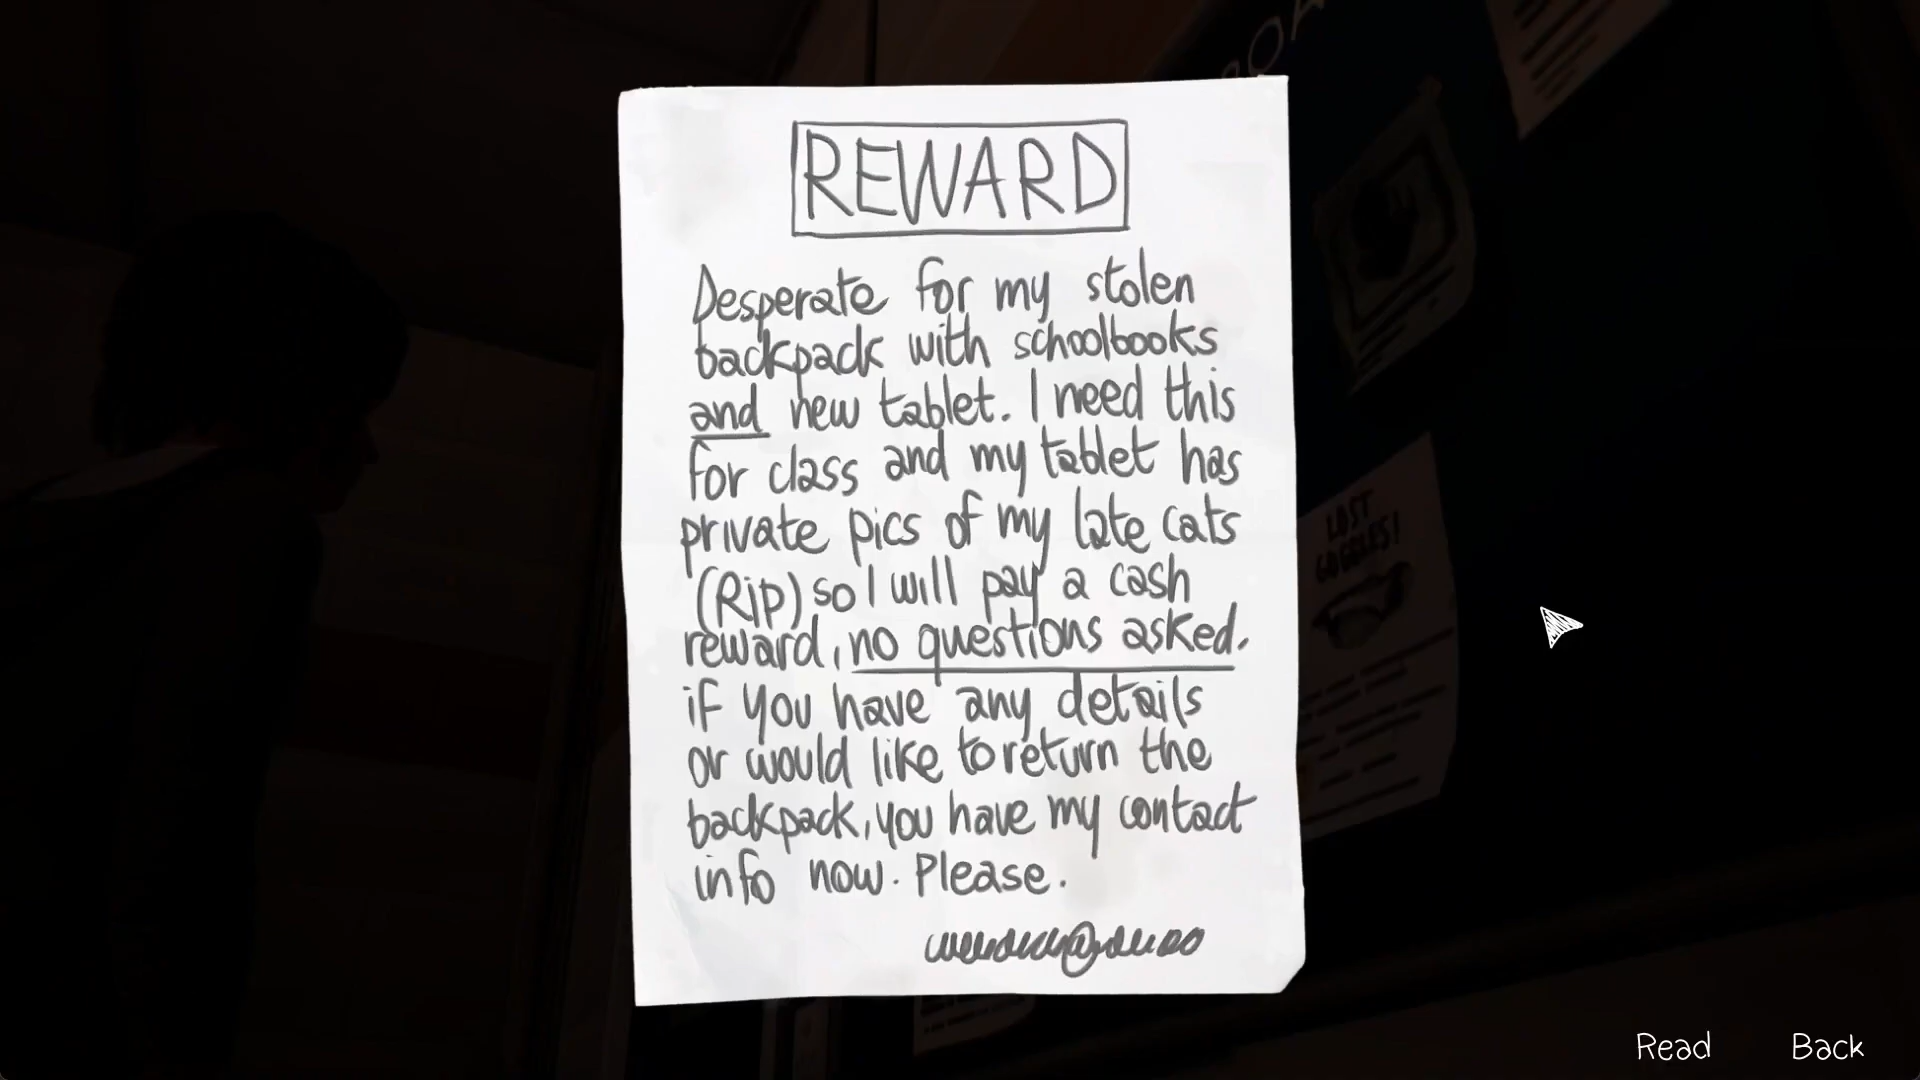 REWARD
Desperate for my stolen
backpack with schoolbooks
and new tablet. I need this
for class and my tablet has
private pics of my late cats
(RiP) so I will pay a cash
reward, no questions asked.
if you have any details
or would like to return the
backpack, you have my contact
info now. Please.
LOST
GOGGLES!
Read Back